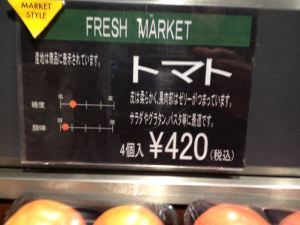 MARKET
STYLE
FRESH MARKET
産地は商品に表示されています。
トマト
糖度
酸味
皮は柔らかく、果肉部はゼリーがつまっています。
サラダやグラタン、パスタ等に最適です。
4個入 ¥420(税込)